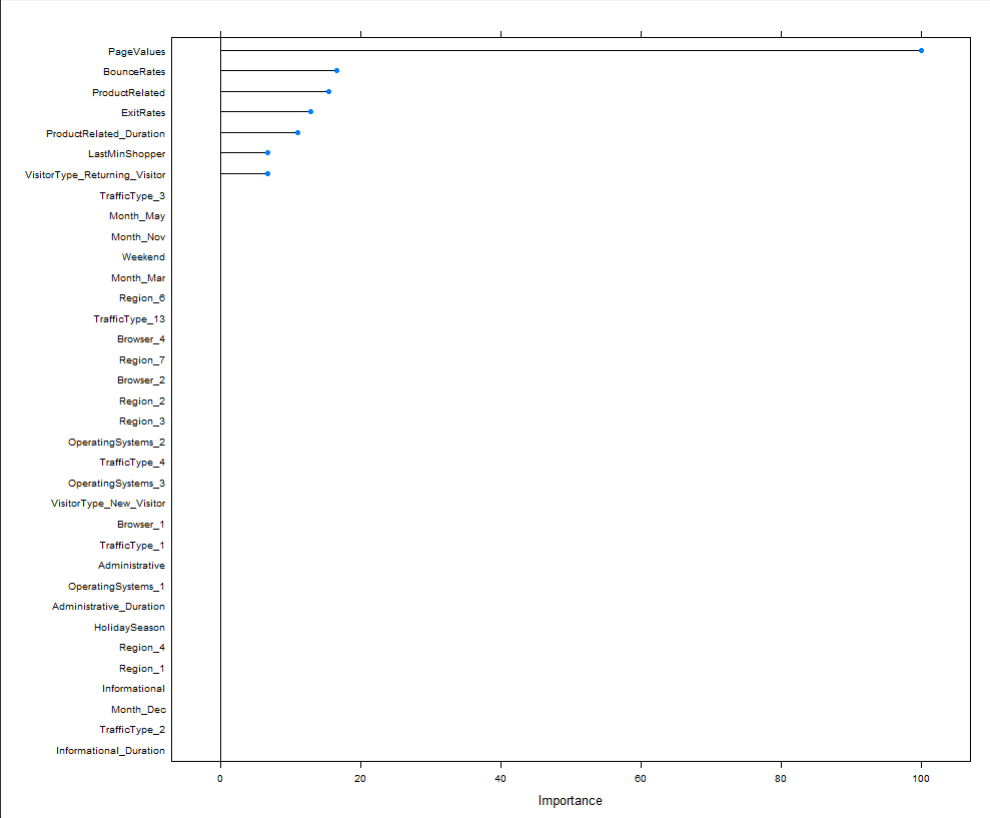 PageValues
BounceRates
ProductRelated
ExitRates
ProductRelated_Duration
LastMinShopper
VisitorType_Returning_Visitor
TrafficType_3
Month_May
Month_Nov
Weekend
Month_Mar
Region_6
TrafficType_13
Browser_4
Region_7
Browser_2
Region_2
Region_3
OperatingSystems_2
TrafficType_4
OperatingSystems_3
VisitorType_New_Visitor
Browser_1
TrafficType_1
Administrative
OperatingSystems_1
Administrative_Duration
HolidaySeason
Region_4
Region_1
Informational
Month_Dec
TrafficType_2
Informational_Duration
0 20 40 60 80 100
Importance